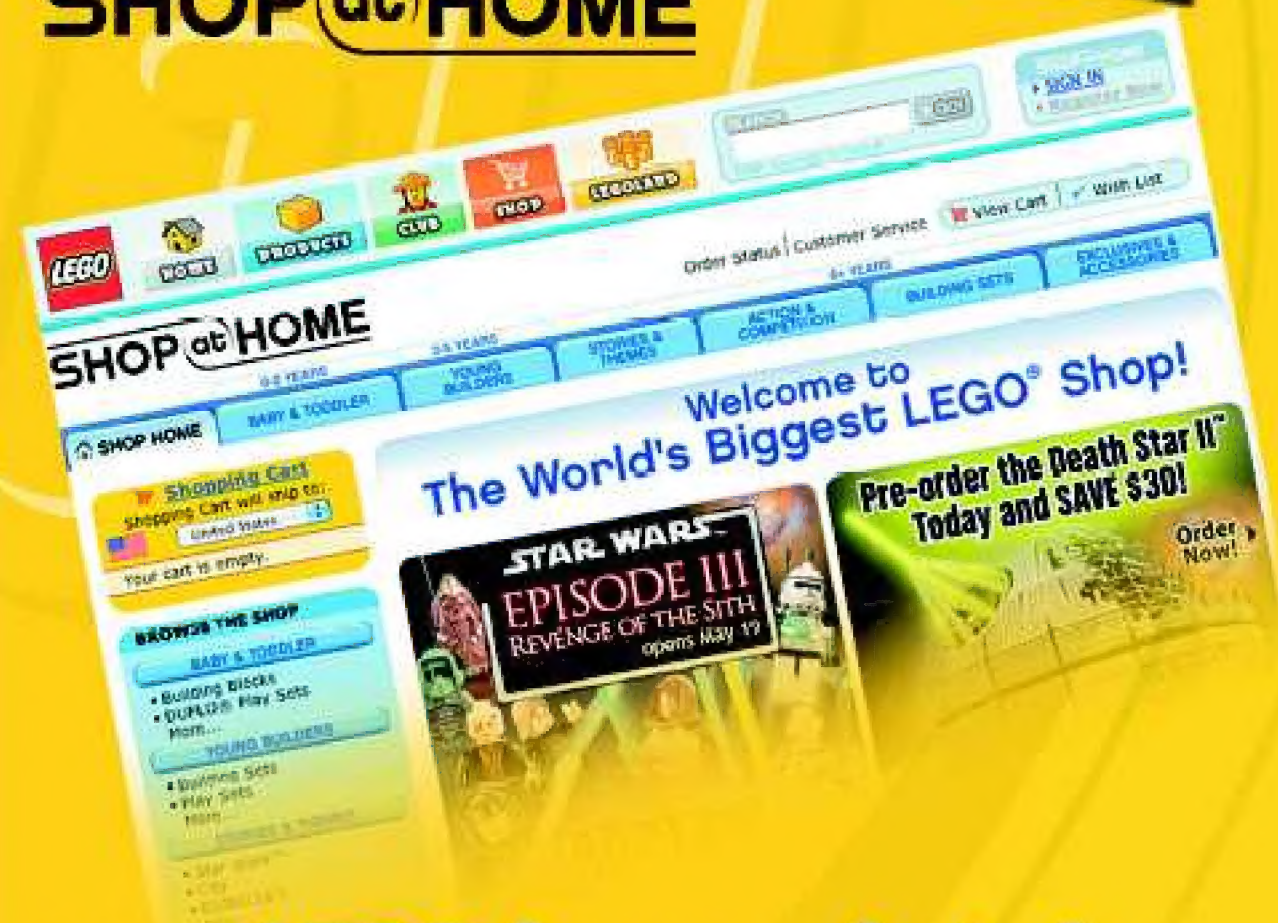 SHOP at HOME
SIGN IN
LEGO
HOME
PRODUCTS
CLUB
SHOP
LEGOLAND
GO!
Order Status | Customer Service
View Cart | Wish List
SHOP at HOME
0-2 YEARS
3-5 YEARS
6+ YEARS
SHOP HOME
BABY & TODDLER
YOUNG BUILDERS
STORIES & THEMES
ACTION & COMPETITION
BUILDING SETS
EXCLUSIVES & ACCESSORIES
Shopping Cart
Shopping Cart will ship to:
United States
Your cart is empty.
Welcome to
The World's Biggest LEGO® Shop!
STAR WARS™
EPISODE III
REVENGE OF THE SITH
opens May 19
Pre-order the Death Star II™
Today and SAVE $30!
Order
Now!
BROWSE THE SHOP
BABY & TODDLER
• Building Blocks
• DUPLO® Play Sets
More...
YOUNG BUILDERS
• Building Sets
• Play Sets
More